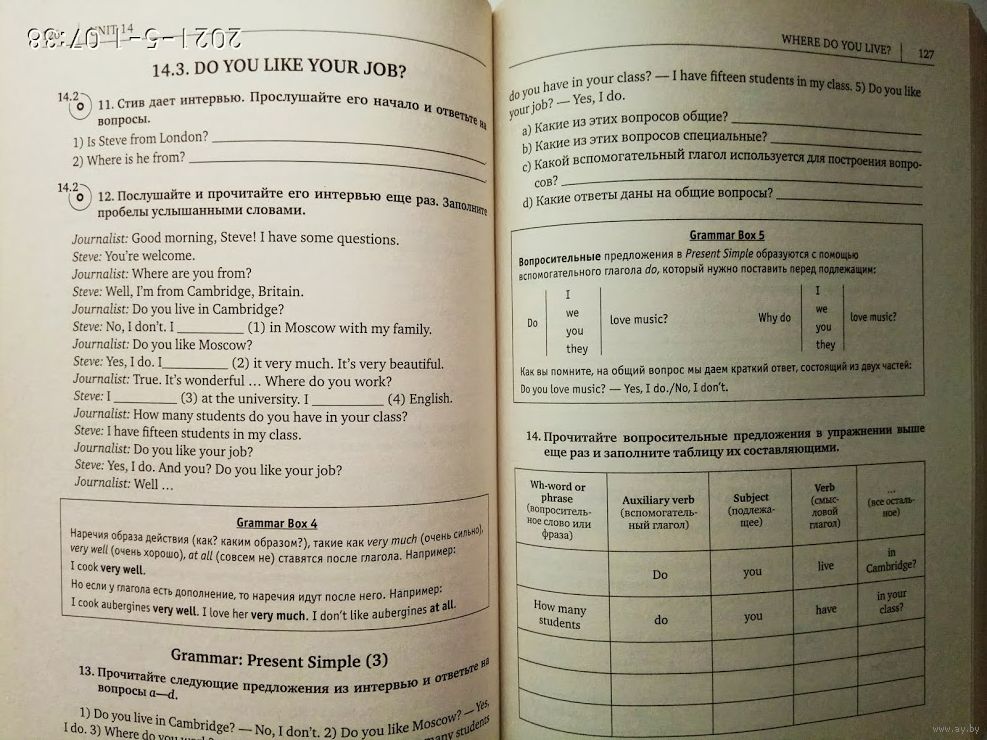 2021-5-1 07:38
UNIT 14
14.3. DO YOU LIKE YOUR JOB?
14.2
11. Стив дает интервью. Прослушайте его начало и ответьте на
вопросы.
1) Is Steve from London?
2) Where is he from?
14.2
12. Послушайте и прочитайте его интервью еще раз. Заполните
пробелы услышанными словами.
Journalist: Good morning, Steve! I have some questions.
Steve: You're welcome.
Journalist: Where are you from?
Steve: Well, I'm from Cambridge, Britain.
Journalist: Do you live in Cambridge?
Steve: No, I don't. I __________ (1) in Moscow with my family.
Journalist: Do you like Moscow?
Steve: Yes, I do. I__________ (2) it very much. It's very beautiful.
Journalist: True. It's wonderful ... Where do you work?
Steve: I __________ (3) at the university. I __________ (4) English.
Journalist: How many students do you have in your class?
Steve: I have fifteen students in my class.
Journalist: Do you like your job?
Steve: Yes, I do. And you? Do you like your job?
Journalist: Well ...
Grammar Box 4
Наречия образа действия (как? каким образом?), такие как very much (очень сильно),
very well (очень хорошо), at all (совсем не) ставятся после глагола. Например:
I cook very well.
Но если у глагола есть дополнение, то наречия идут после него. Например:
I cook aubergines very well. I love her very much. I don't like aubergines at all.
Grammar: Present Simple (3)
13. Прочитайте следующие предложения из интервью и ответьте на
вопросы a—d.
1) Do you live in Cambridge? — No, I don't. 2) Do you like Moscow? — Yes,
I do. 3) Where do you many students
WHERE DO YOU LIVE? 127
do you have in your class? — I have fifteen students in my class. 5) Do you like
your job? — Yes, I do.
a) Какие из этих вопросов общие?
b) Какие из этих вопросов специальные?
c) Какой вспомогательный глагол используется для построения вопро-
сов?
d) Какие ответы даны на общие вопросы?
Grammar Box 5
Вопросительные предложения в Present Simple образуются с помощью
вспомогательного глагола do, который нужно поставить перед подлежащим:
Do
I
we
you
they
love music?
Why do
I
we
you
they
love music?
Как вы помните, на общий вопрос мы даем краткий ответ, состоящий из двух частей:
Do you love music? — Yes, I do./No, I don't.
14. Прочитайте вопросительные предложения в упражнении выше
еще раз и заполните таблицу их составляющими.
Wh-word or
phrase
(вопроситель-
ное слово или
фраза)
Auxiliary verb
(вспомогатель-
ный глагол)
Subject
(подлежа-
щее)
Verb
(смыс-
ловой
глагол)
...
(все осталь-
ное)
Do
you
live
in
Cambridge?
How many
students
do
you
have
in your
class?
www.ay.by